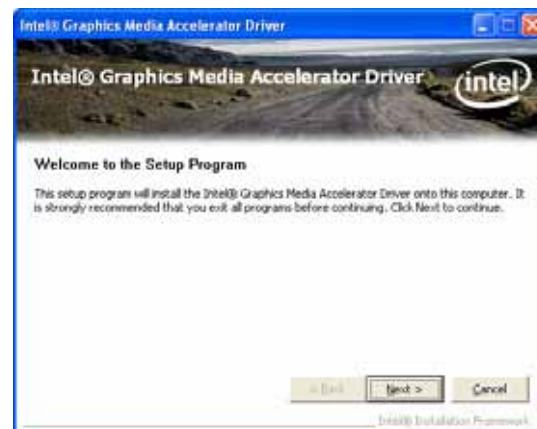 Intel® Graphics Media Accelerator Driver
Intel® Graphics Media Accelerator Driver
intel
Welcome to the Setup Program
This setup program will install the Intel® Graphics Media Accelerator Driver onto this computer. It
is strongly recommended that you exit all programs before continuing. Click Next to continue.
< Back
Next >
Cancel
Intel® Installation Framework